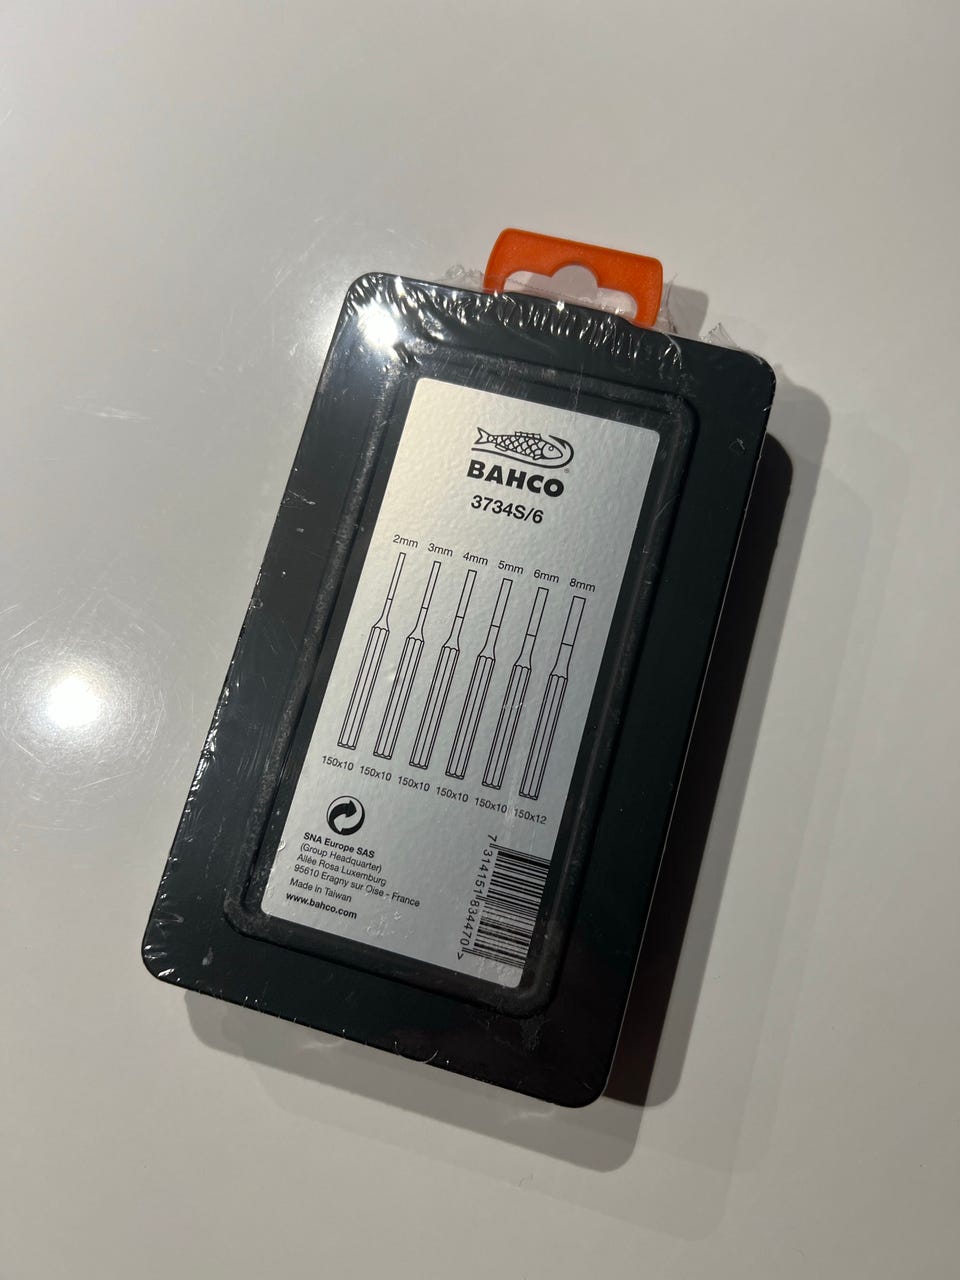 BAHCO
3734S/6
2mm 3mm 4mm 5mm 6mm 8mm
150x10 150x10 150x10 150x10 150x10 150x12
SNA Europe SAS
(Group Headquarter)
Allée Rosa Luxemburg
95610 Eragny sur Oise - France
Made in Taiwan
www.bahco.com
7 314151 834470 >